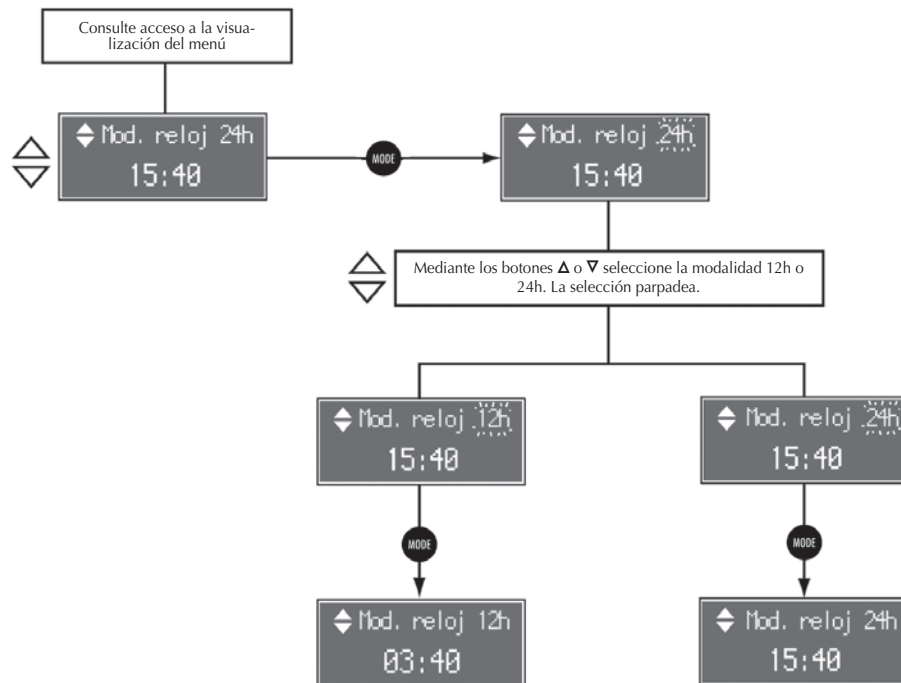 Consulte acceso a la visua-
lización del menú
Mod. reloj 24h
15:40
MODE
Mod. reloj 24h
15:40
Mediante los botones Δ o ∇ seleccione la modalidad 12h o
24h. La selección parpadea.
Mod. reloj 12h
15:40
Mod. reloj 24h
15:40
MODE
MODE
Mod. reloj 12h
03:40
Mod. reloj 24h
15:40